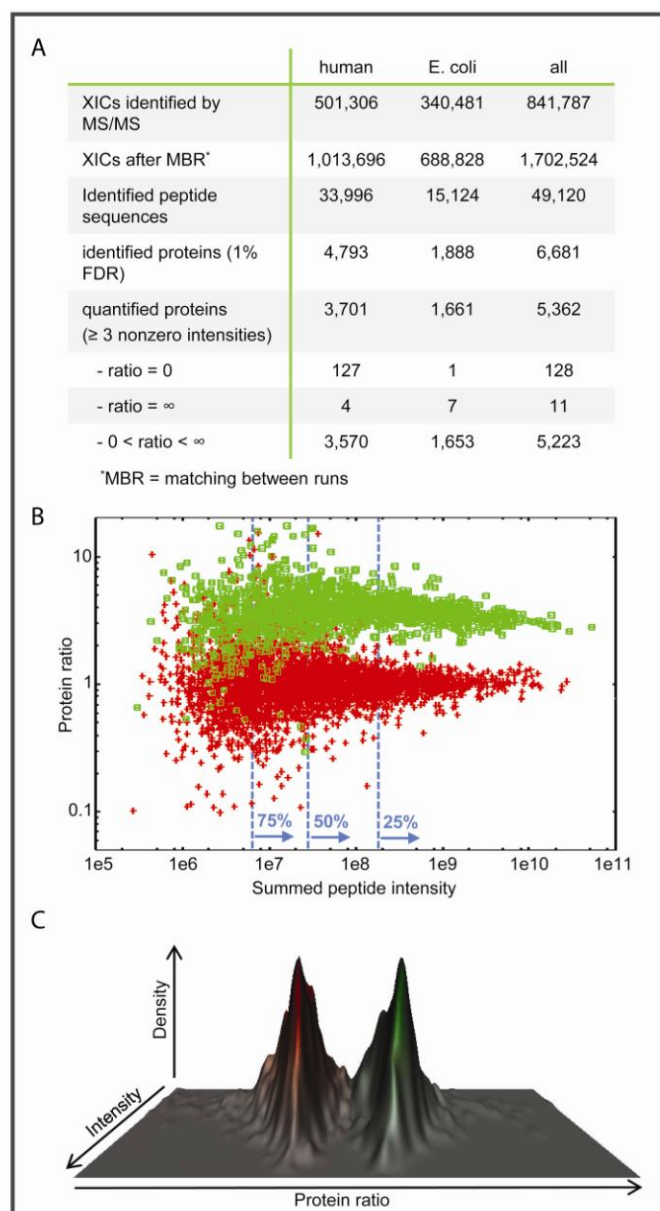 A
human E. coli all
XICs identified by MS/MS 501,306 340,481 841,787
XICs after MBR* 1,013,696 688,828 1,702,524
Identified peptide sequences 33,996 15,124 49,120
identified proteins (1% FDR) 4,793 1,888 6,681
quantified proteins (≥ 3 nonzero intensities) 3,701 1,661 5,362
- ratio = 0 127 1 128
- ratio = ∞ 4 7 11
- 0 < ratio < ∞ 3,570 1,653 5,223
*MBR = matching between runs
B
10
1
0.1
Protein ratio
75% 50% 25%
1e5 1e6 1e7 1e8 1e9 1e10 1e11
Summed peptide intensity
C
Density
Intensity
Protein ratio